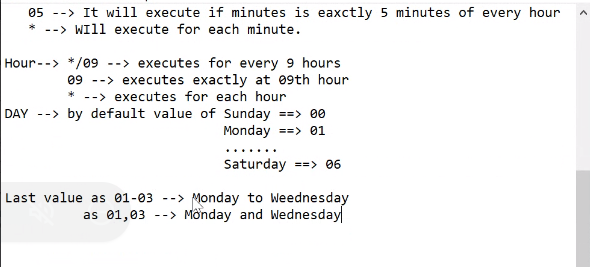 05 --> It will execute if minutes is eaxctly 5 minutes of every hour
* --> WIll execute for each minute.
Hour--> */09 --> executes for every 9 hours
09 --> executes exactly at 09th hour
* --> executes for each hour
DAY --> by default value of Sunday ==> 00
Monday ==> 01
.......
Saturday ==> 06
Last value as 01-03 --> Monday to Weednesday
as 01,03 --> Monday and Wednesday